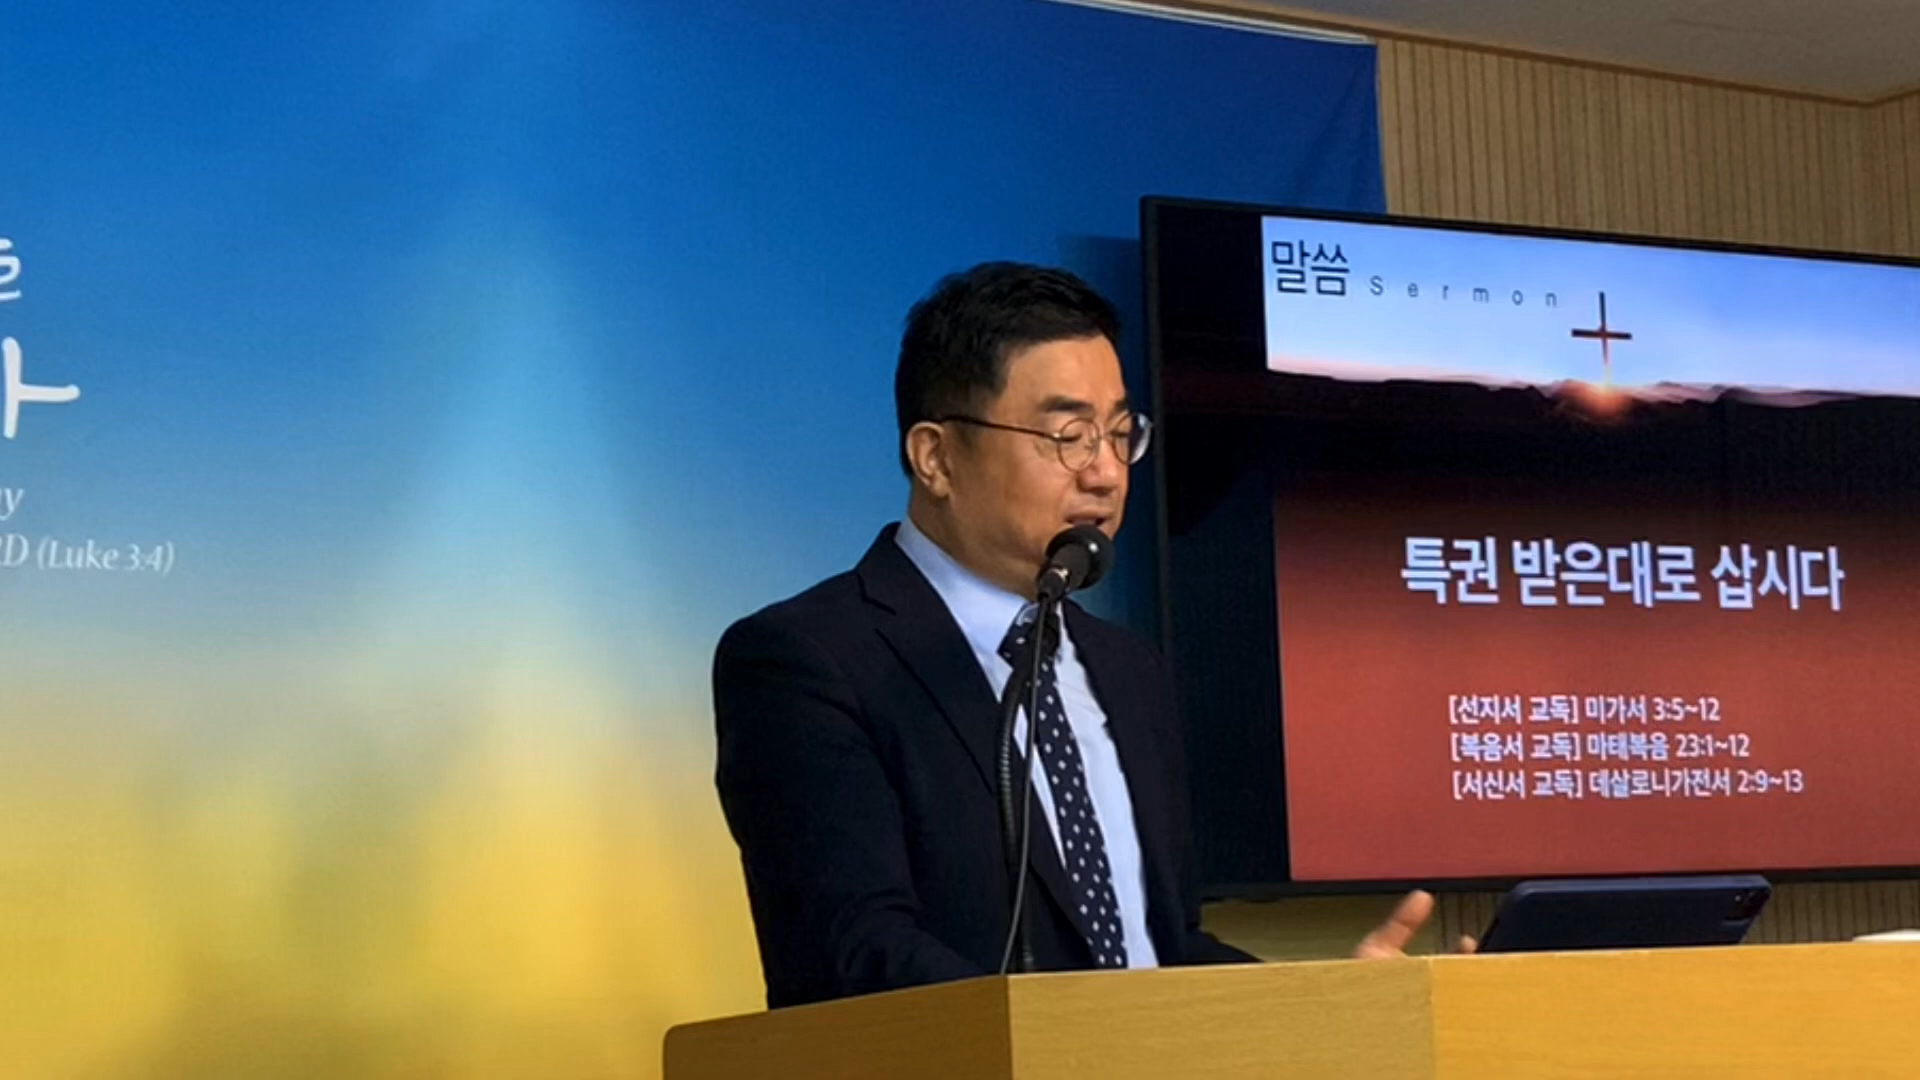 (Luke 3:4)
말씀 Sermon
특권 받은대로 삽시다
[선지서 교독] 미가서 3:5~12
[복음서 교독] 마태복음 23:1~12
[서신서 교독] 데살로니가전서 2:9~13